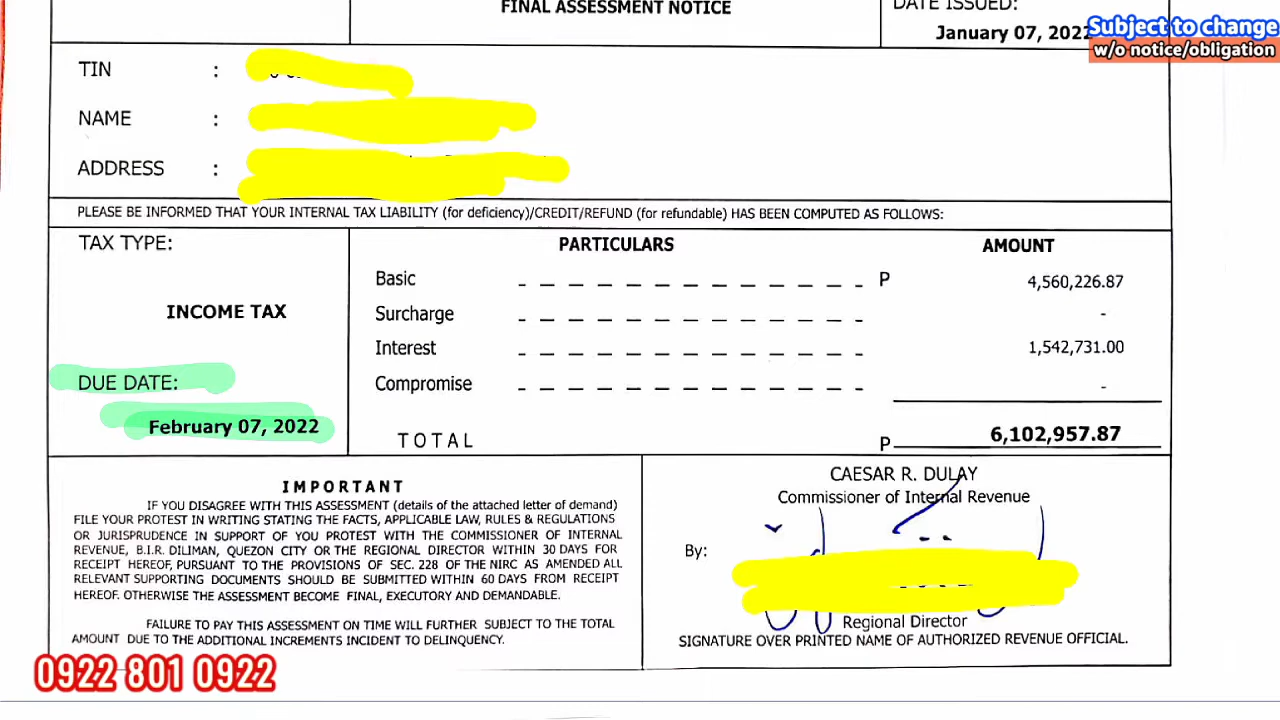 FINAL ASSESSMENT NOTICE
DATE ISSUED:
January 07, 2022
Subject to change
w/o notice/obligation
TIN :
NAME :
ADDRESS :
PLEASE BE INFORMED THAT YOUR INTERNAL TAX LIABILITY (for deficiency)/CREDIT/REFUND (for refundable) HAS BEEN COMPUTED AS FOLLOWS:
TAX TYPE:
INCOME TAX
DUE DATE:
February 07, 2022
PARTICULARS AMOUNT
Basic _ _ _ _ _ _ _ _ _ _ _ _ _ _ _ _ P 4,560,226.87
Surcharge _ _ _ _ _ _ _ _ _ _ _ _ _ _ _ _ -
Interest _ _ _ _ _ _ _ _ _ _ _ _ _ _ _ _ 1,542,731.00
Compromise _ _ _ _ _ _ _ _ _ _ _ _ _ _ _ _ -
TOTAL P 6,102,957.87
IMPORTANT
IF YOU DISAGREE WITH THIS ASSESSMENT (details of the attached letter of demand)
FILE YOUR PROTEST IN WRITING STATING THE FACTS, APPLICABLE LAW, RULES & REGULATIONS
OR JURISPRUDENCE IN SUPPORT OF YOU PROTEST WITH THE COMMISSIONER OF INTERNAL
REVENUE, B.I.R. DILIMAN, QUEZON CITY OR THE REGIONAL DIRECTOR WITHIN 30 DAYS FOR
RECEIPT HEREOF, PURSUANT TO THE PROVISIONS OF SEC. 228 OF THE NIRC AS AMENDED ALL
RELEVANT SUPPORTING DOCUMENTS SHOULD BE SUBMITTED WITHIN 60 DAYS FROM RECEIPT
HEREOF. OTHERWISE THE ASSESSMENT BECOME FINAL, EXECUTORY AND DEMANDABLE.
FAILURE TO PAY THIS ASSESSMENT ON TIME WILL FURTHER SUBJECT TO THE TOTAL
AMOUNT DUE TO THE ADDITIONAL INCREMENTS INCIDENT TO DELINQUENCY.
CAESAR R. DULAY
Commissioner of Internal Revenue
By:
Regional Director
SIGNATURE OVER PRINTED NAME OF AUTHORIZED REVENUE OFFICIAL.
0922 801 0922